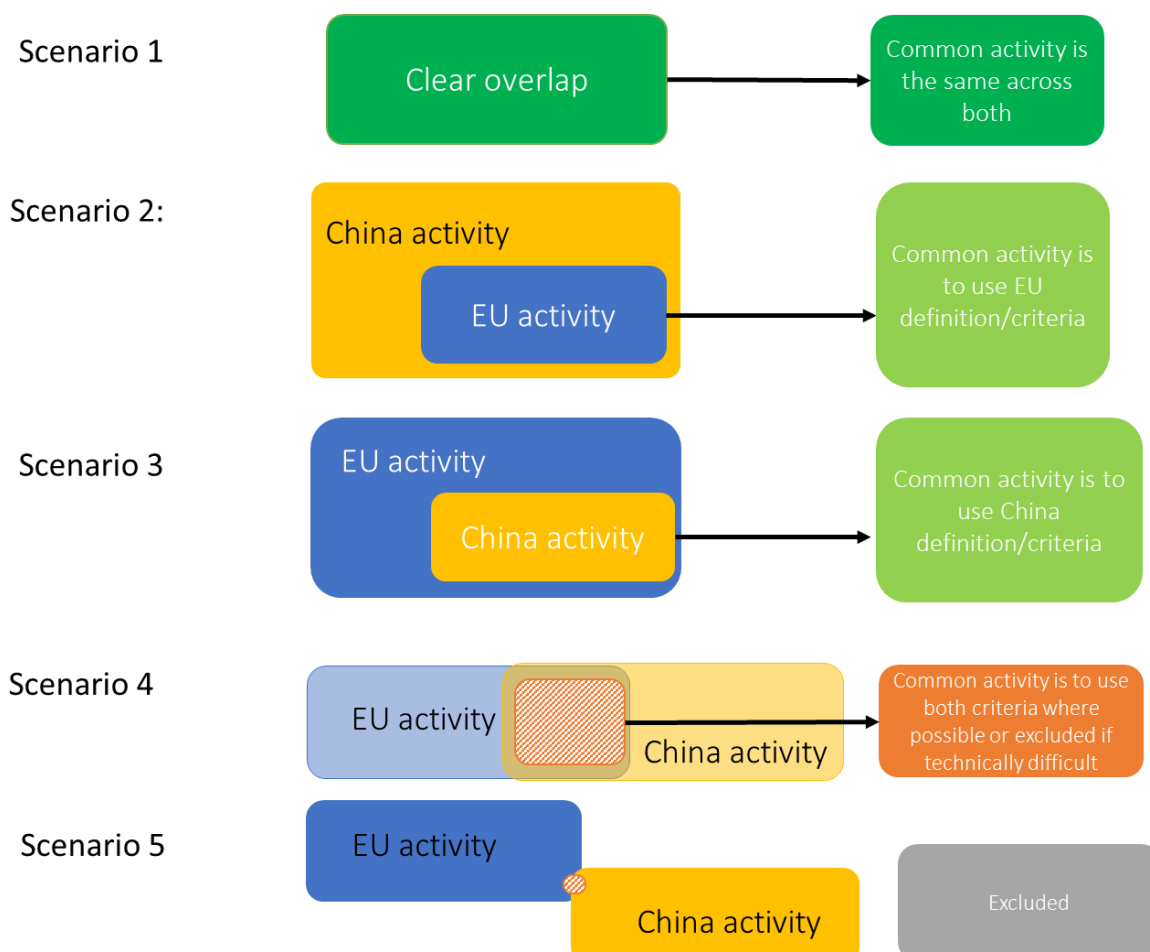 Scenario 1
Clear overlap
Common activity is
the same across
both
Scenario 2:
China activity
EU activity
Common activity is
to use EU
definition/criteria
Scenario 3
EU activity
China activity
Common activity is to
use China
definition/criteria
Scenario 4
EU activity
China activity
Common activity is to use
both criteria where
possible or excluded if
technically difficult
Scenario 5
EU activity
China activity
Excluded